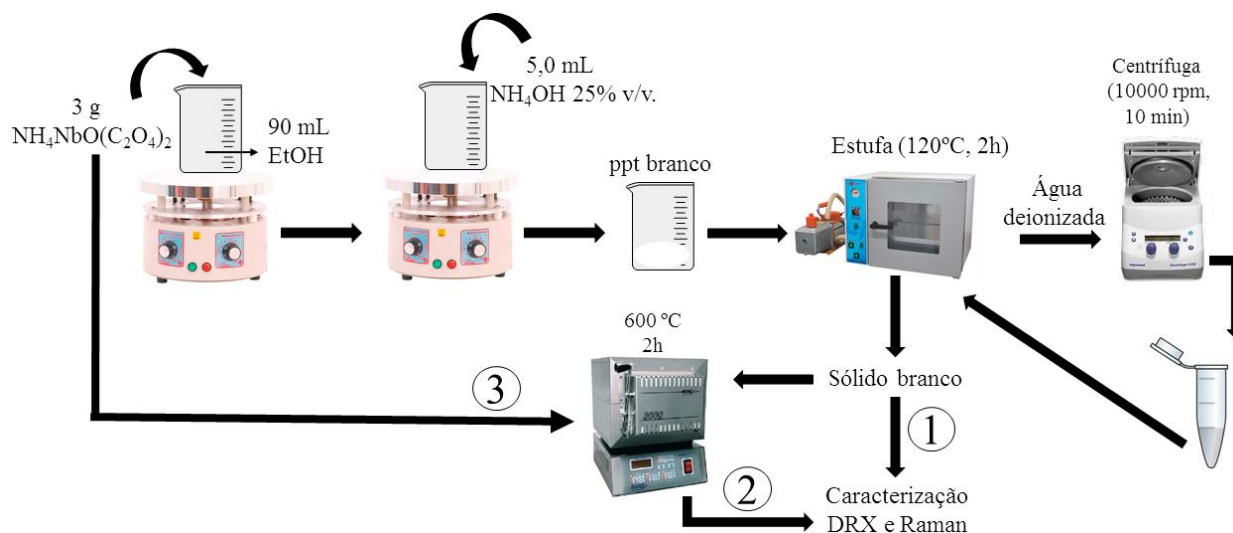 3 g
NH₄NbO(C₂O₄)₂
90 mL
EtOH
5,0 mL
NH₄OH 25% v/v.
ppt branco
Estufa (120ºC, 2h)
Água
deionizada
Centrífuga
(10000 rpm,
10 min)
600 ºC
2h
3
Sólido branco
1
2
Caracterização
DRX e Raman